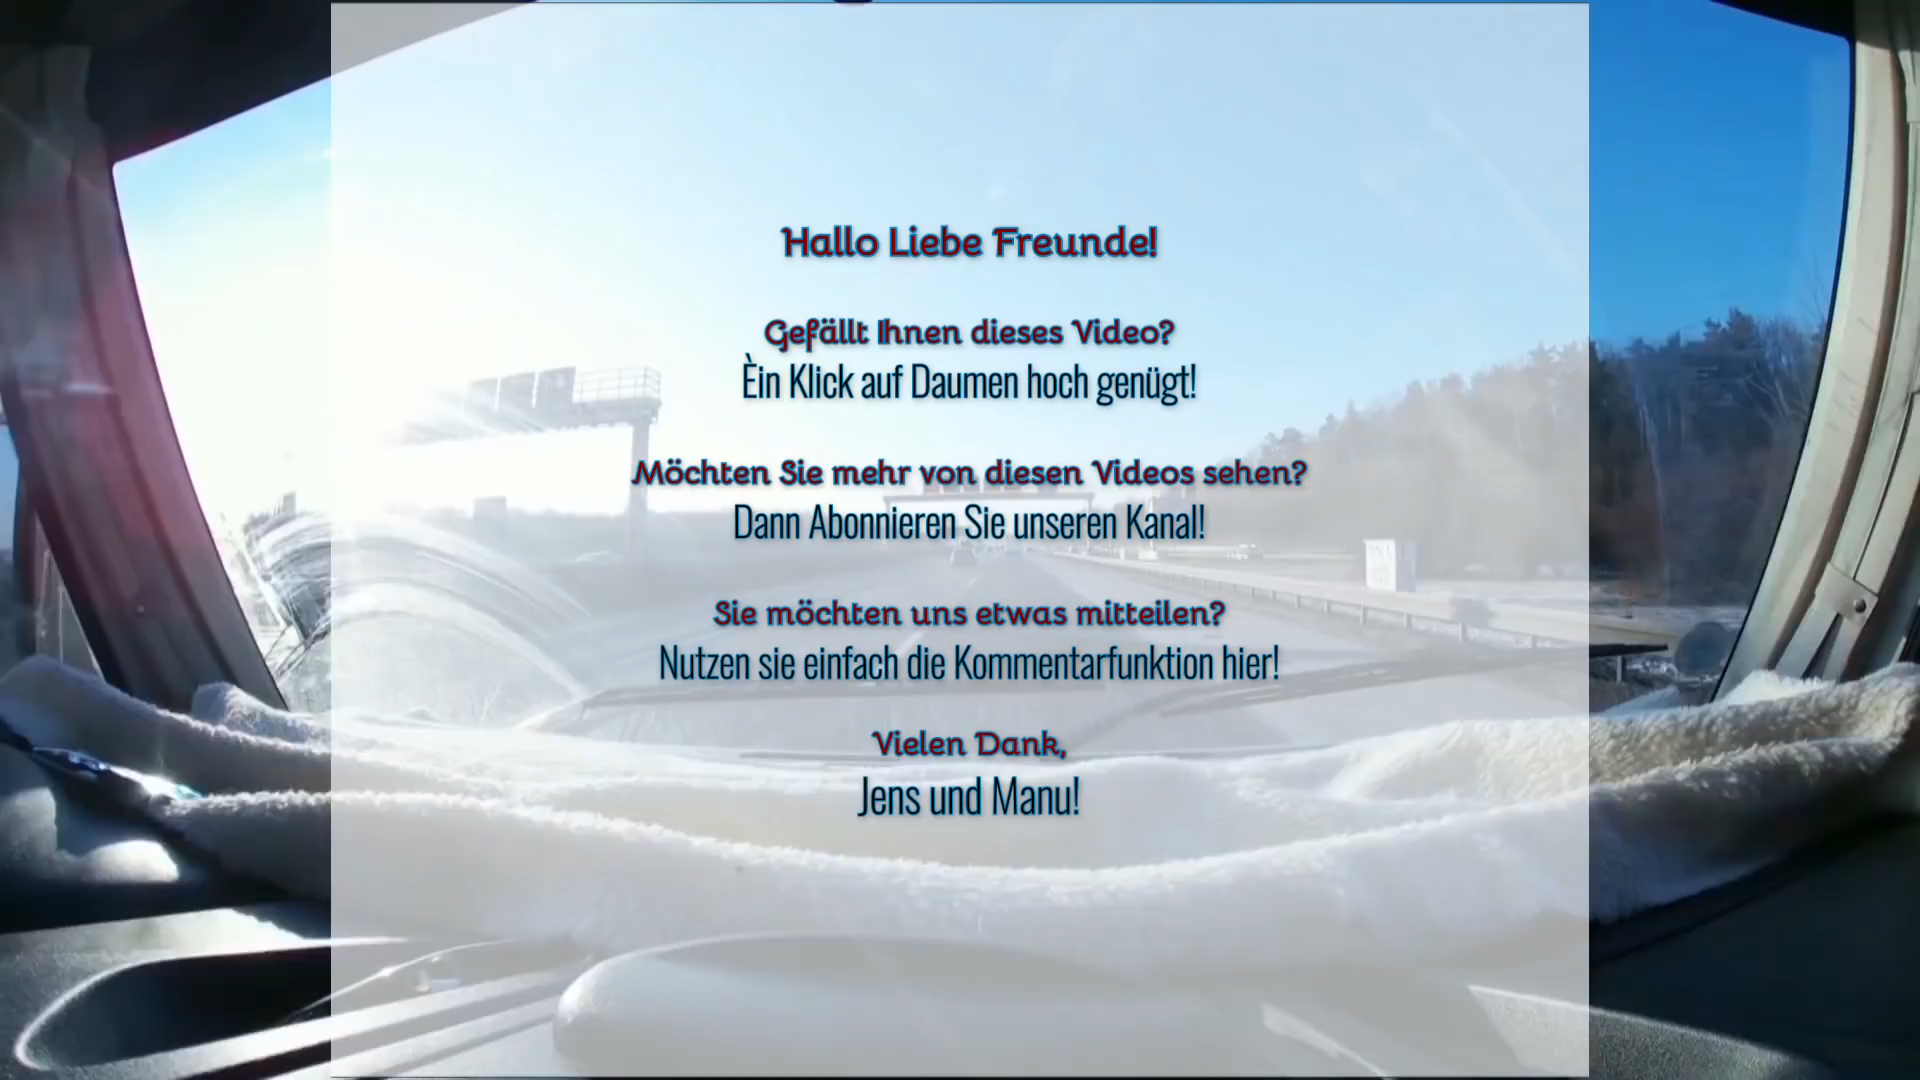 Hallo Liebe Freunde!
Gefällt Ihnen dieses Video?
Èin Klick auf Daumen hoch genügt!
Möchten Sie mehr von diesen Videos sehen?
Dann Abonnieren Sie unseren Kanal!
Sie möchten uns etwas mitteilen?
Nutzen sie einfach die Kommentarfunktion hier!
Vielen Dank,
Jens und Manu!